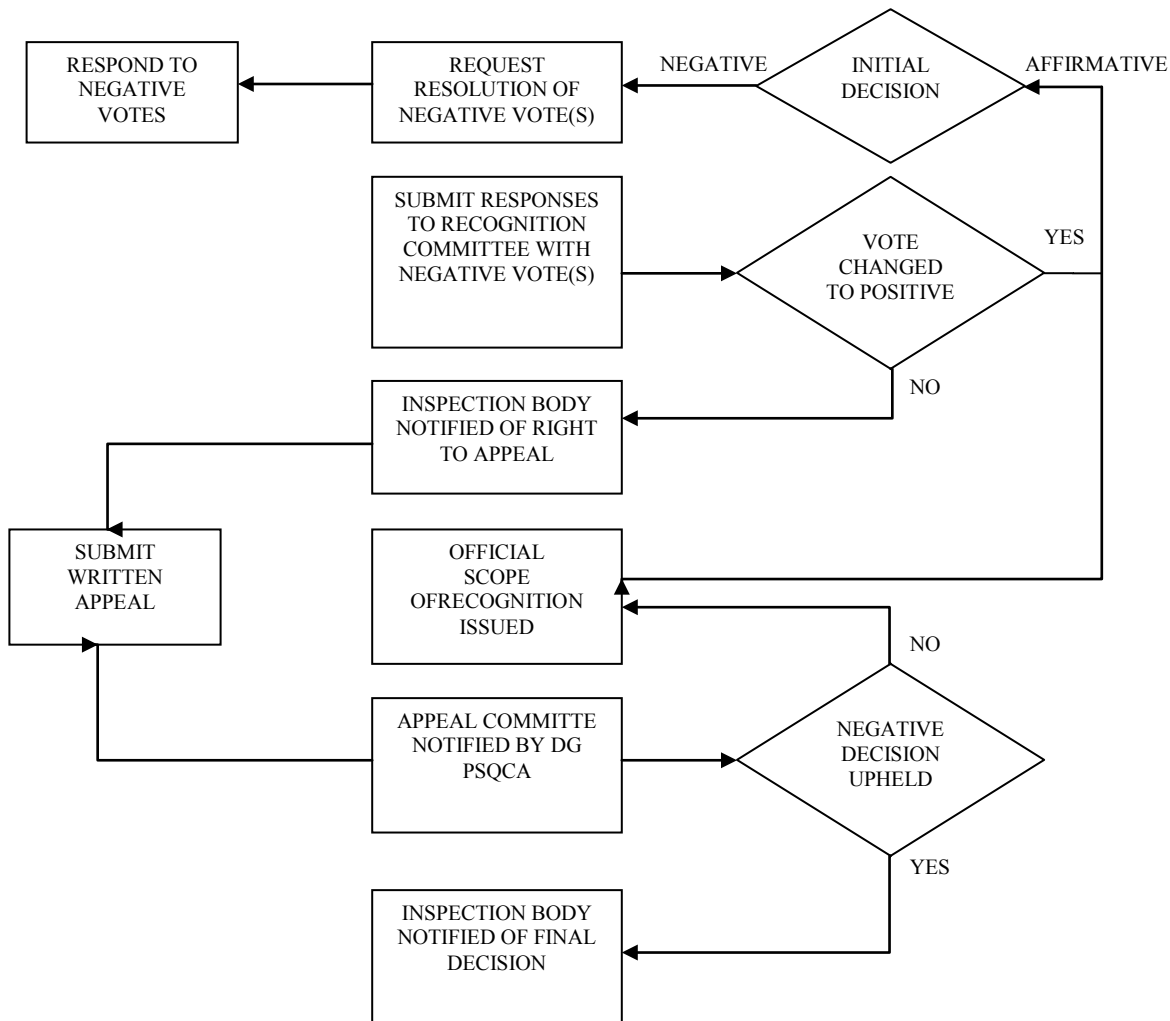 RESPOND TO
NEGATIVE
VOTES
REQUEST
RESOLUTION OF
NEGATIVE VOTE(S)
NEGATIVE
INITIAL
DECISION
AFFIRMATIVE
SUBMIT RESPONSES
TO RECOGNITION
COMMITTEE WITH
NEGATIVE VOTE(S)
VOTE
CHANGED
TO POSITIVE
YES
NO
INSPECTION BODY
NOTIFIED OF RIGHT
TO APPEAL
SUBMIT
WRITTEN
APPEAL
OFFICIAL
SCOPE
OFRECOGNITION
ISSUED
NO
APPEAL COMMITTE
NOTIFIED BY DG
PSQCA
NEGATIVE
DECISION
UPHELD
YES
INSPECTION BODY
NOTIFIED OF FINAL
DECISION